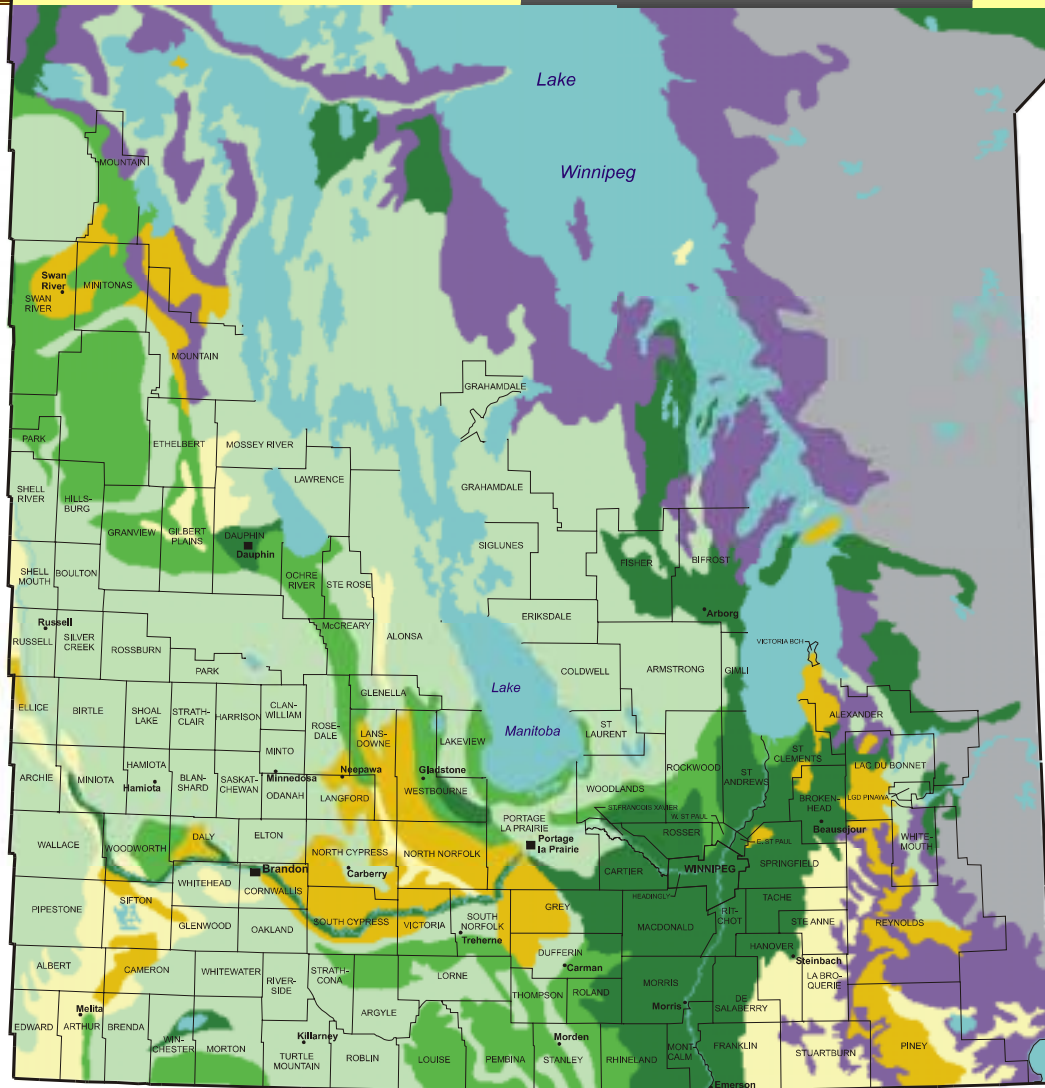 Lake
Winnipeg
MOUNTAIN
Swan
River
SWAN
RIVER
MINITONAS
MOUNTAIN
GRAHAMDALE
PARK
ETHELBERT
MOSSEY RIVER
LAWRENCE
GRAHAMDALE
SHELL
RIVER
HILLS-
BURG
GRANVIEW
GILBERT
PLAINS
DAUPHIN
Dauphin
SIGLUNES
FISHER
BIFROST
SHELL
MOUTH
BOULTON
OCHRE
RIVER
STE ROSE
Arborg
Russell
RUSSELL
SILVER
CREEK
ROSSBURN
McCREARY
ALONSA
ERIKSDALE
VICTORIA BCH
PARK
COLDWELL
ARMSTRONG
GIMLI
ELLICE
BIRTLE
SHOAL
LAKE
STRATH-
CLAIR
HARRISON
CLAN-
WILLIAM
ROSE-
DALE
GLENELLA
LANS-
DOWNE
LAKEVIEW
Lake
Manitoba
ST
LAURENT
ALEXANDER
MINTO
ROCKWOOD
ST
ANDREWS
ST
CLEMENTS
LAC DU BONNET
ARCHIE
MINIOTA
HAMIOTA
Hamiota
BLAN-
SHARD
SASKAT-
CHEWAN
Minnedosa
ODANAH
Neepawa
LANGFORD
Gladstone
WESTBOURNE
WOODLANDS
LGD PINAWA
BROKEN-
HEAD
Beausejour
ST.FRANCOIS XAVIER
W. ST PAUL
PORTAGE
LA PRAIRIE
Portage
la Prairie
ROSSER
E. ST PAUL
WHITE-
MOUTH
WALLACE
WOODWORTH
DALY
ELTON
NORTH CYPRESS
Carberry
NORTH NORFOLK
CARTIER
WINNIPEG
SPRINGFIELD
WHITEHEAD
Brandon
CORNWALLIS
HEADINGLY
TACHE
PIPESTONE
SIFTON
GLENWOOD
OAKLAND
SOUTH CYPRESS
VICTORIA
SOUTH
NORFOLK
Treherne
GREY
MACDONALD
RIT-
CHOT
STE ANNE
REYNOLDS
HANOVER
Steinbach
ALBERT
CAMERON
WHITEWATER
RIVER-
SIDE
STRATH-
CONA
LORNE
DUFFERIN
Carman
LA BRO-
QUERIE
THOMPSON
ROLAND
MORRIS
Morris
DE
SALABERRY
Melita
EDWARD
ARTHUR
BRENDA
WIN-
CHESTER
MORTON
Killarney
TURTLE
MOUNTAIN
ARGYLE
ROBLIN
LOUISE
PEMBINA
Morden
STANLEY
RHINELAND
MONT-
CALM
FRANKLIN
STUARTBURN
PINEY
Emerson